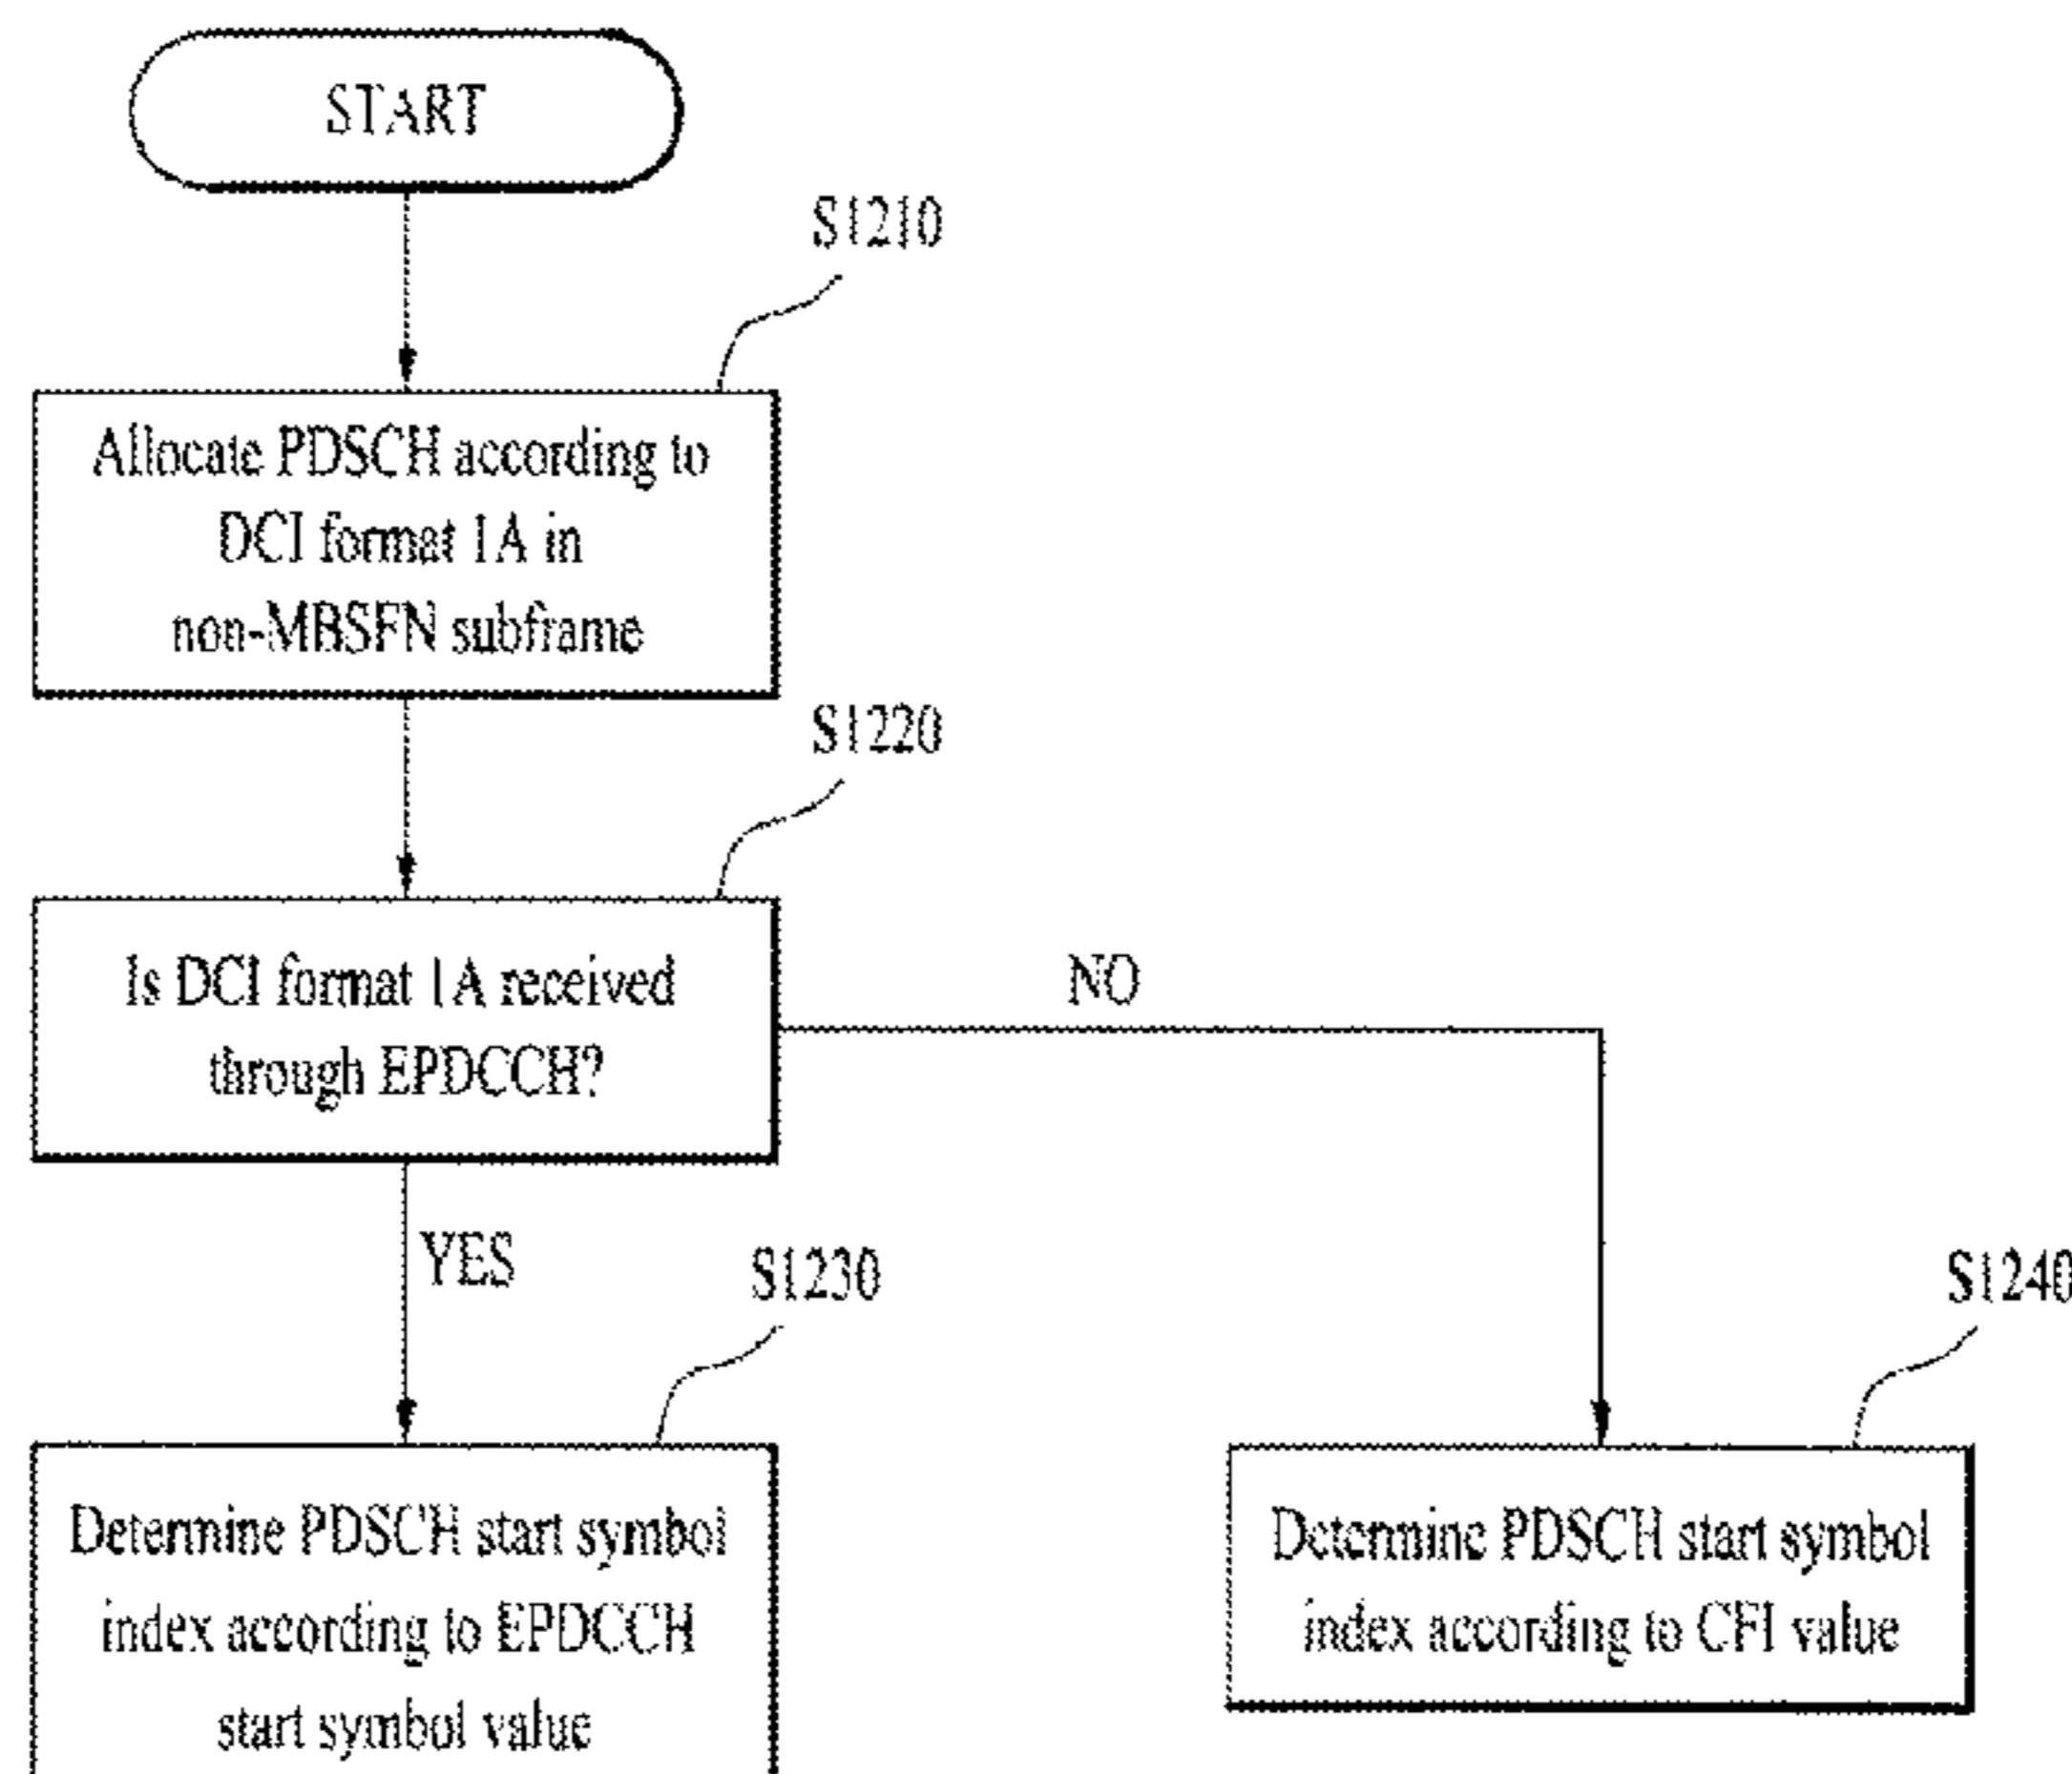 START
S1210
Allocate PDSCH according to
DCI format 1A in
non-MBSFN subframe
S1220
Is DCI format 1A received
through EPDCCH?
NO
YES
S1230
S1240
Determine PDSCH start symbol
index according to EPDCCH
start symbol value
Determine PDSCH start symbol
index according to CFI value